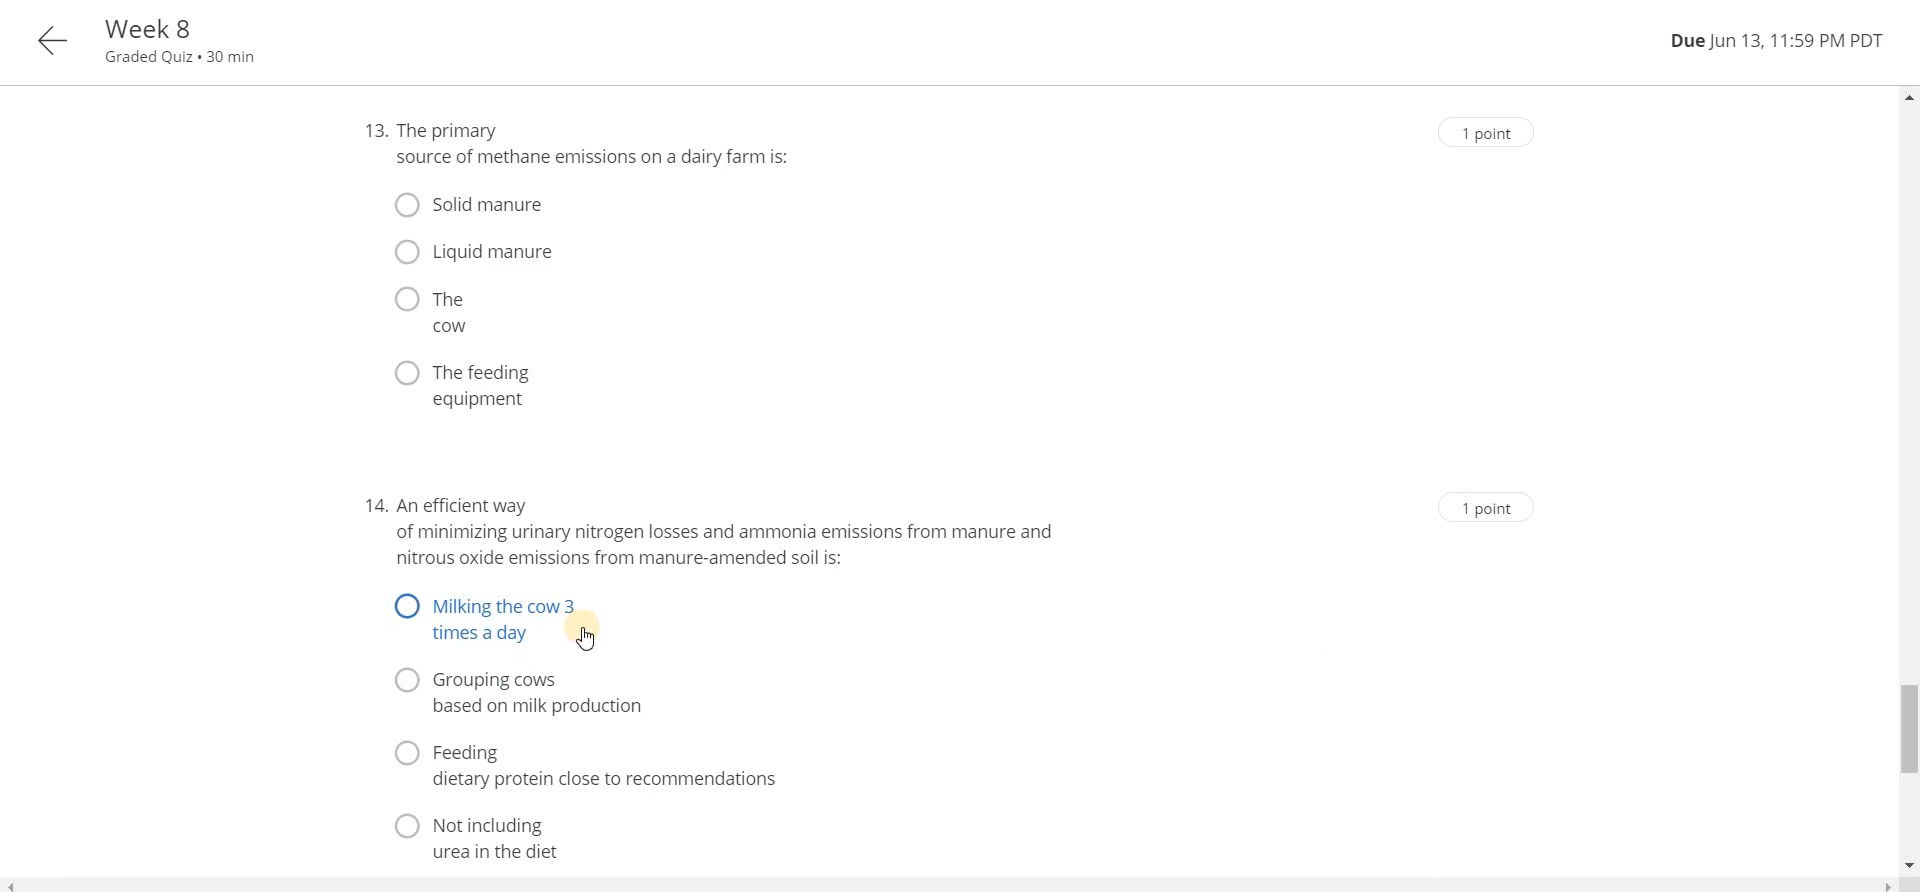 Week 8
Graded Quiz • 30 min
Due Jun 13, 11:59 PM PDT
13. The primary
source of methane emissions on a dairy farm is:
1 point
Solid manure
Liquid manure
The
cow
The feeding
equipment
14. An efficient way
of minimizing urinary nitrogen losses and ammonia emissions from manure and
nitrous oxide emissions from manure-amended soil is:
1 point
Milking the cow 3
times a day
Grouping cows
based on milk production
Feeding
dietary protein close to recommendations
Not including
urea in the diet